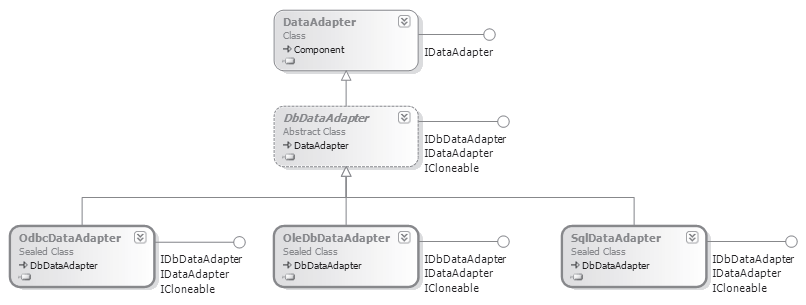 DataAdapter
Class
Component
IDataAdapter
DbDataAdapter
Abstract Class
DataAdapter
IDbDataAdapter
IDataAdapter
ICloneable
OdbcDataAdapter
Sealed Class
DbDataAdapter
IDbDataAdapter
IDataAdapter
ICloneable
OleDbDataAdapter
Sealed Class
DbDataAdapter
IDbDataAdapter
IDataAdapter
ICloneable
SqlDataAdapter
Sealed Class
DbDataAdapter
IDbDataAdapter
IDataAdapter
ICloneable